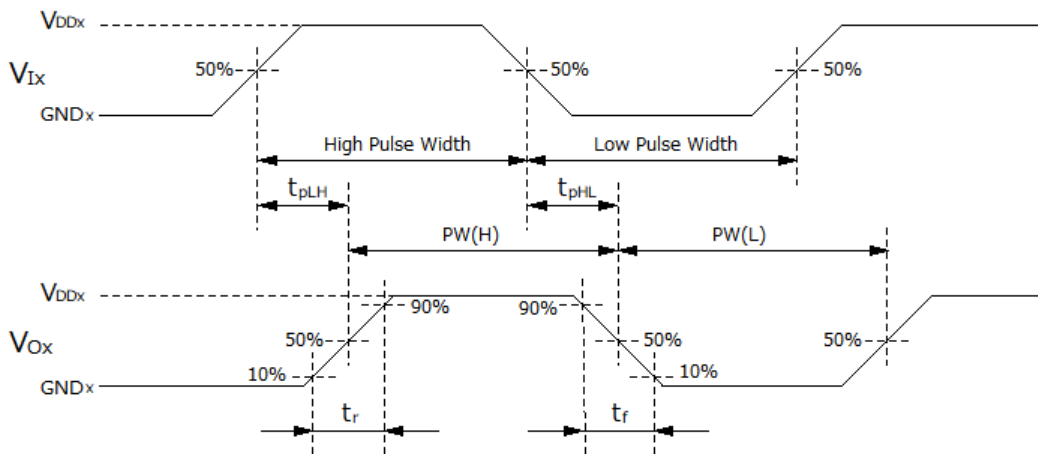 VDDx
VIx
50%
50%
50%
GNDx
High Pulse Width
Low Pulse Width
tpLH
tpHL
PW(H)
PW(L)
VDDx
90%
90%
VOx
50%
50%
50%
10%
10%
GNDx
tr
tf